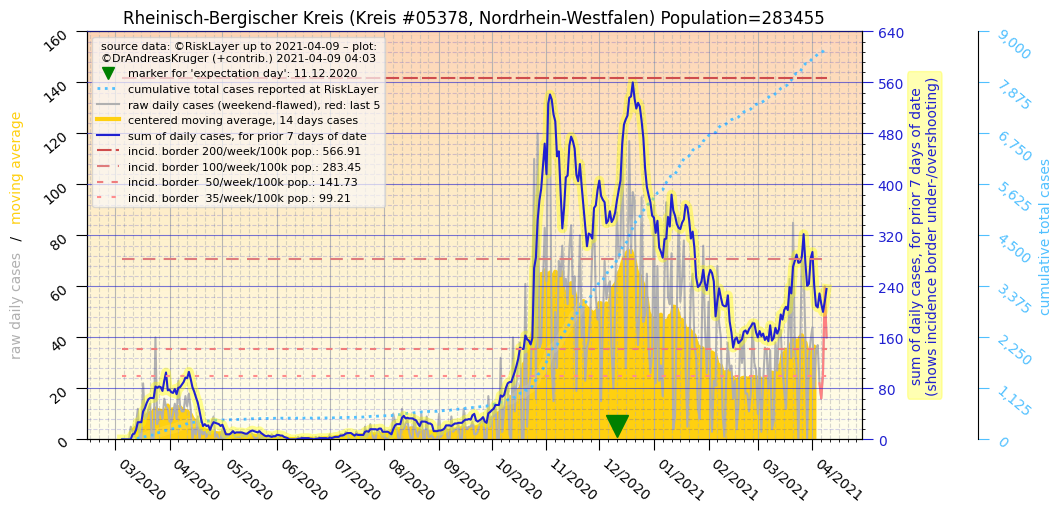 Rheinisch-Bergischer Kreis (Kreis #05378, Nordrhein-Westfalen) Population=283455
source data: ©RiskLayer up to 2021-04-09 – plot:
©DrAndreasKruger (+contrib.) 2021-04-09 04:03
marker for 'expectation day': 11.12.2020
cumulative total cases reported at RiskLayer
raw daily cases (weekend-flawed), red: last 5
centered moving average, 14 days cases
sum of daily cases, for prior 7 days of date
incid. border 200/week/100k pop.: 566.91
incid. border 100/week/100k pop.: 283.45
incid. border  50/week/100k pop.: 141.73
incid. border  35/week/100k pop.: 99.21
raw daily cases  /  moving average
160
140
120
100
80
60
40
20
0
03/2020
04/2020
05/2020
06/2020
07/2020
08/2020
09/2020
10/2020
11/2020
12/2020
01/2021
02/2021
03/2021
04/2021
640
560
480
400
320
240
160
80
0
sum of daily cases, for prior 7 days of date
(shows incidence border under-/overshooting)
9,000
7,875
6,750
5,625
4,500
3,375
2,250
1,125
0
cumulative total cases